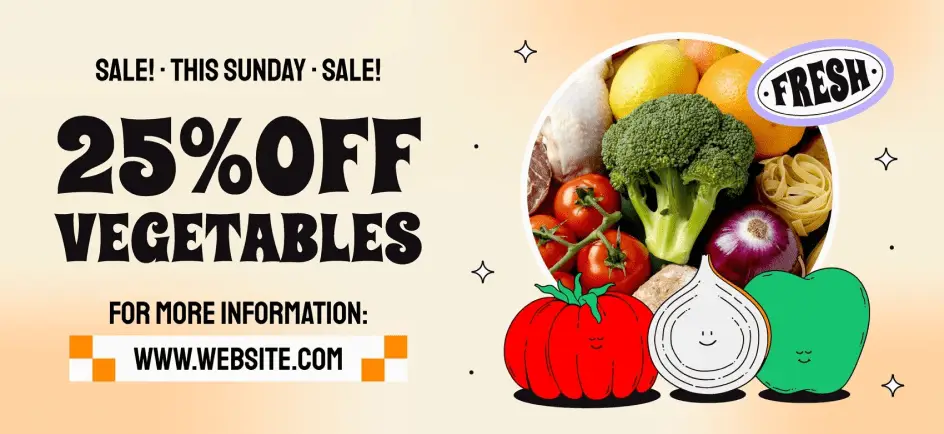 SALE! · THIS SUNDAY · SALE!
25%OFF
VEGETABLES
FOR MORE INFORMATION:
WWW.WEBSITE.COM
·FRESH·